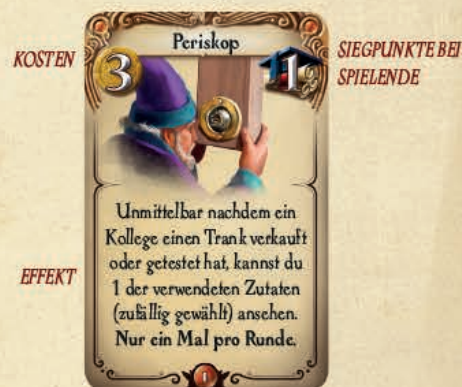 Periskop
KOSTEN
3
1
SIEGPUNKTE BEI
SPIELENDE
EFFEKT
Unmittelbar nachdem ein
Kollege einen Trank verkauft
oder getestet hat, kannst du
1 der verwendeten Zutaten
(zufällig gewählt) ansehen.
Nur ein Mal pro Runde.
1